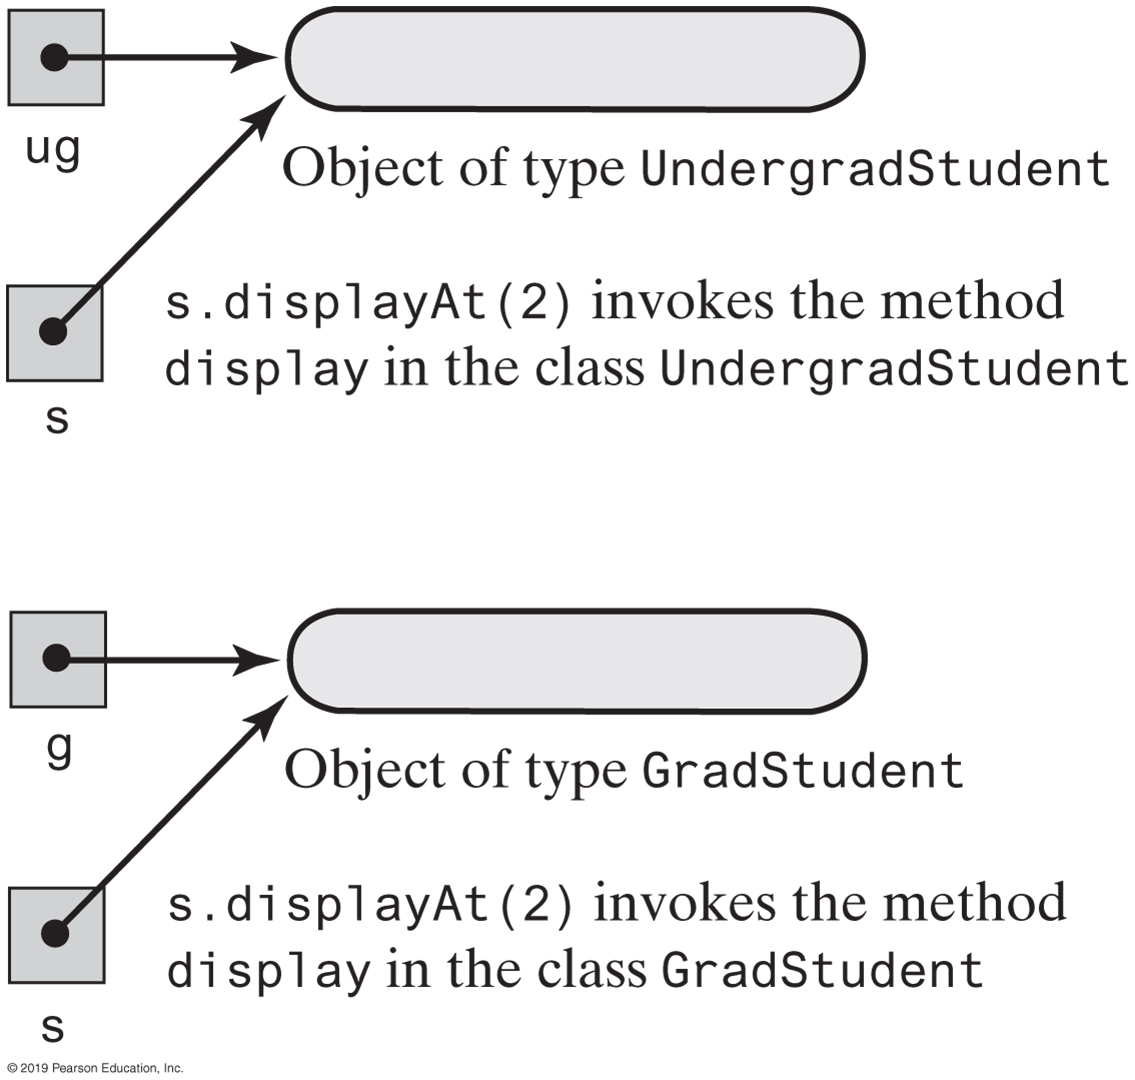 ug
Object of type UndergradStudent
s.displayAt(2) invokes the method
display in the class UndergradStudent
s
g
Object of type GradStudent
s.displayAt(2) invokes the method
display in the class GradStudent
s
© 2019 Pearson Education, Inc.